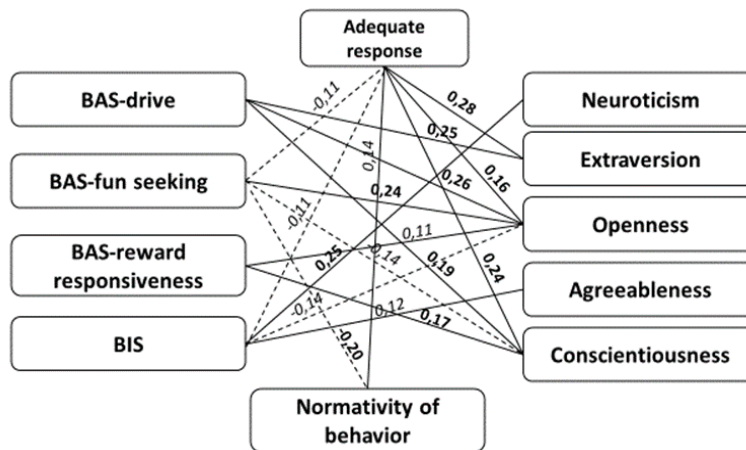 Adequate
response
BAS-drive
Neuroticism
-0,11
0,28
0,25
Extraversion
0,14
0,16
BAS-fun seeking
0,26
0,24
Openness
-0,11
0,11
BAS-reward
responsiveness
0,25
-0,14
0,19
0,24
Agreeableness
-0,14
0,12
0,17
BIS
-0,20
Conscientiousness
Normativity of
behavior